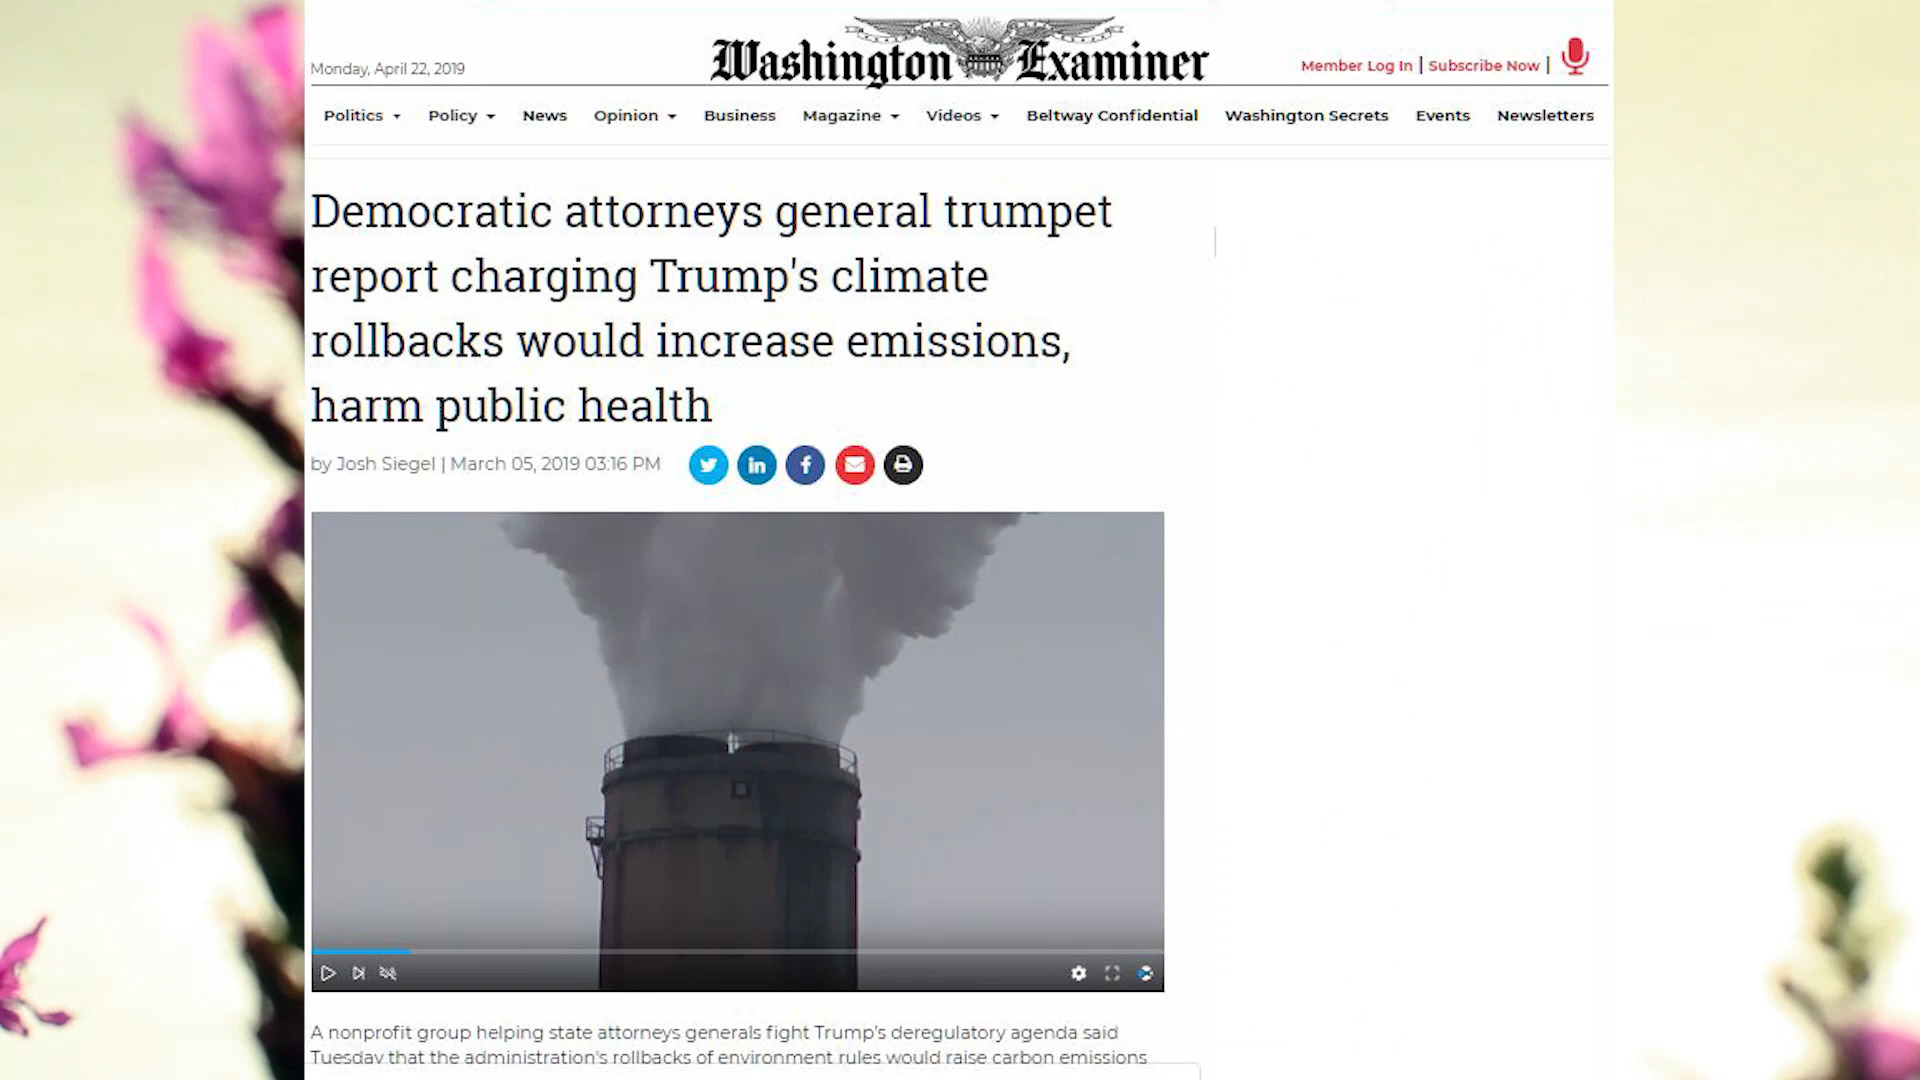 Monday, April 22, 2019
Washington Examiner
Member Log In | Subscribe Now |
Politics Policy News Opinion Business Magazine Videos Beltway Confidential Washington Secrets Events Newsletters
Democratic attorneys general trumpet
report charging Trump's climate
rollbacks would increase emissions,
harm public health
by Josh Siegel | March 05, 2019 03:16 PM
A nonprofit group helping state attorneys generals fight Trump's deregulatory agenda said
Tuesday that the administration's rollbacks of environment rules would raise carbon emissions